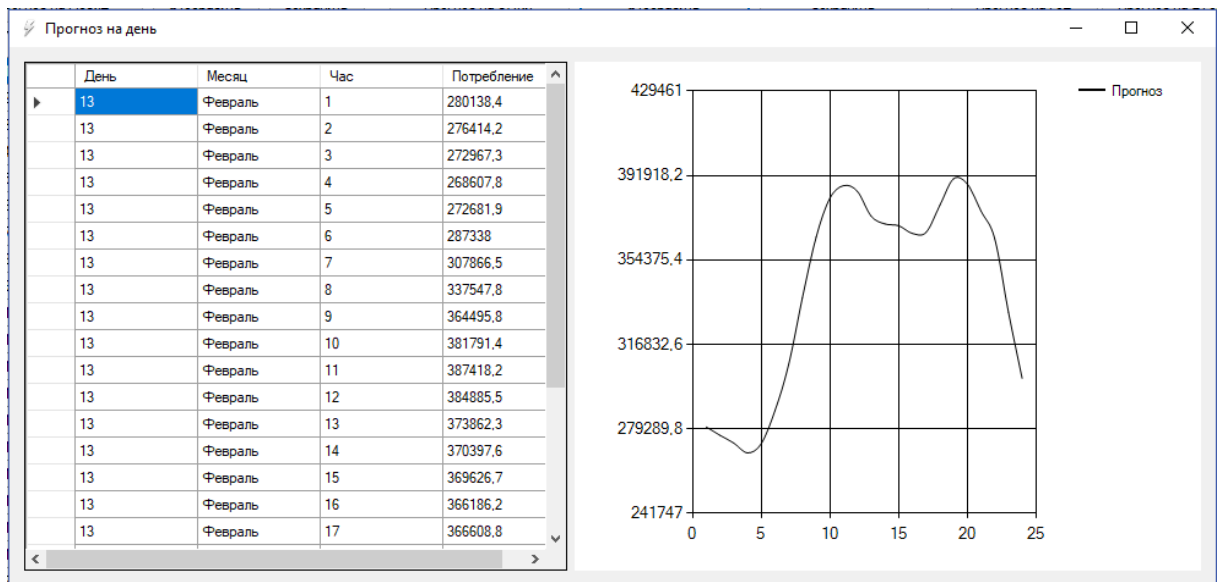 Прогноз на день
День Месяц Час Потребление
13 Февраль 1 280138,4
13 Февраль 2 276414,2
13 Февраль 3 272967,3
13 Февраль 4 268607,8
13 Февраль 5 272681,9
13 Февраль 6 287338
13 Февраль 7 307866,5
13 Февраль 8 337547,8
13 Февраль 9 364495,8
13 Февраль 10 381791,4
13 Февраль 11 387418,2
13 Февраль 12 384885,5
13 Февраль 13 373862,3
13 Февраль 14 370397,6
13 Февраль 15 369626,7
13 Февраль 16 366186,2
13 Февраль 17 366608,8
429461
391918,2
354375,4
316832,6
279289,8
241747
0 5 10 15 20 25
Прогноз